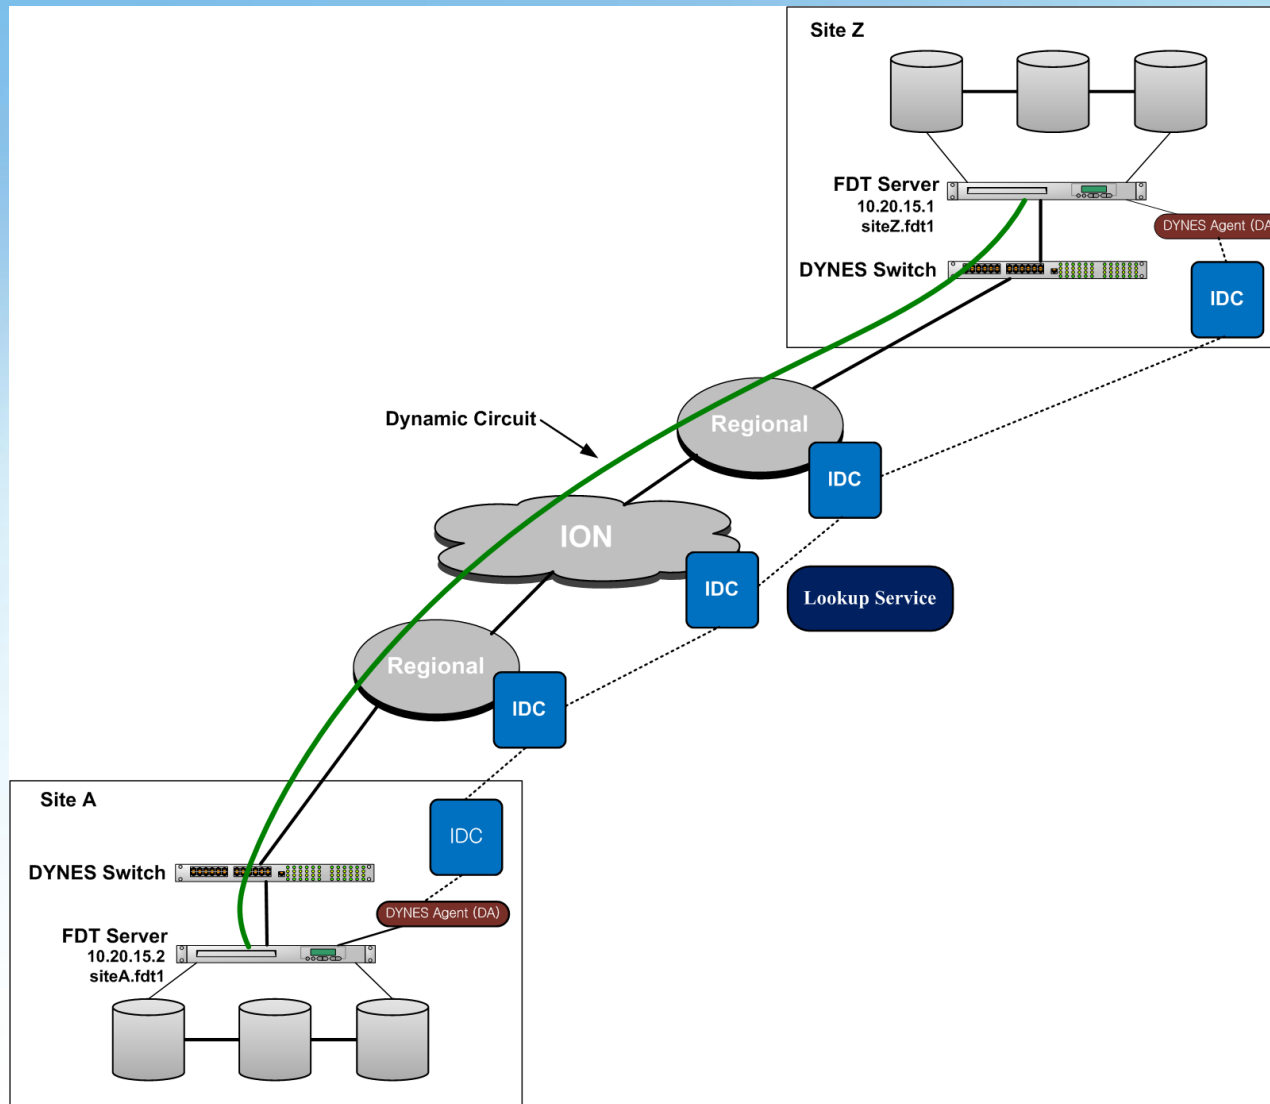 Site Z
FDT Server
10.20.15.1
siteZ.fdt1
DYNES Agent (DA
DYNES Switch
IDC
Dynamic Circuit
Regional
IDC
ION
IDC
Lookup Service
Regional
IDC
Site A
IDC
DYNES Switch
DYNES Agent (DA)
FDT Server
10.20.15.2
siteA.fdt1